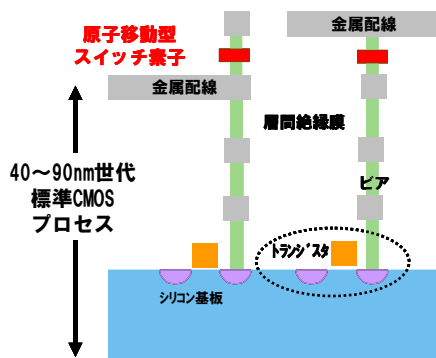 原子移動型
スイッチ素子
金属配線
金属配線
層間絶縁膜
40～90nm世代
標準CMOS
プロセス
ビア
トランジスタ
シリコン基板